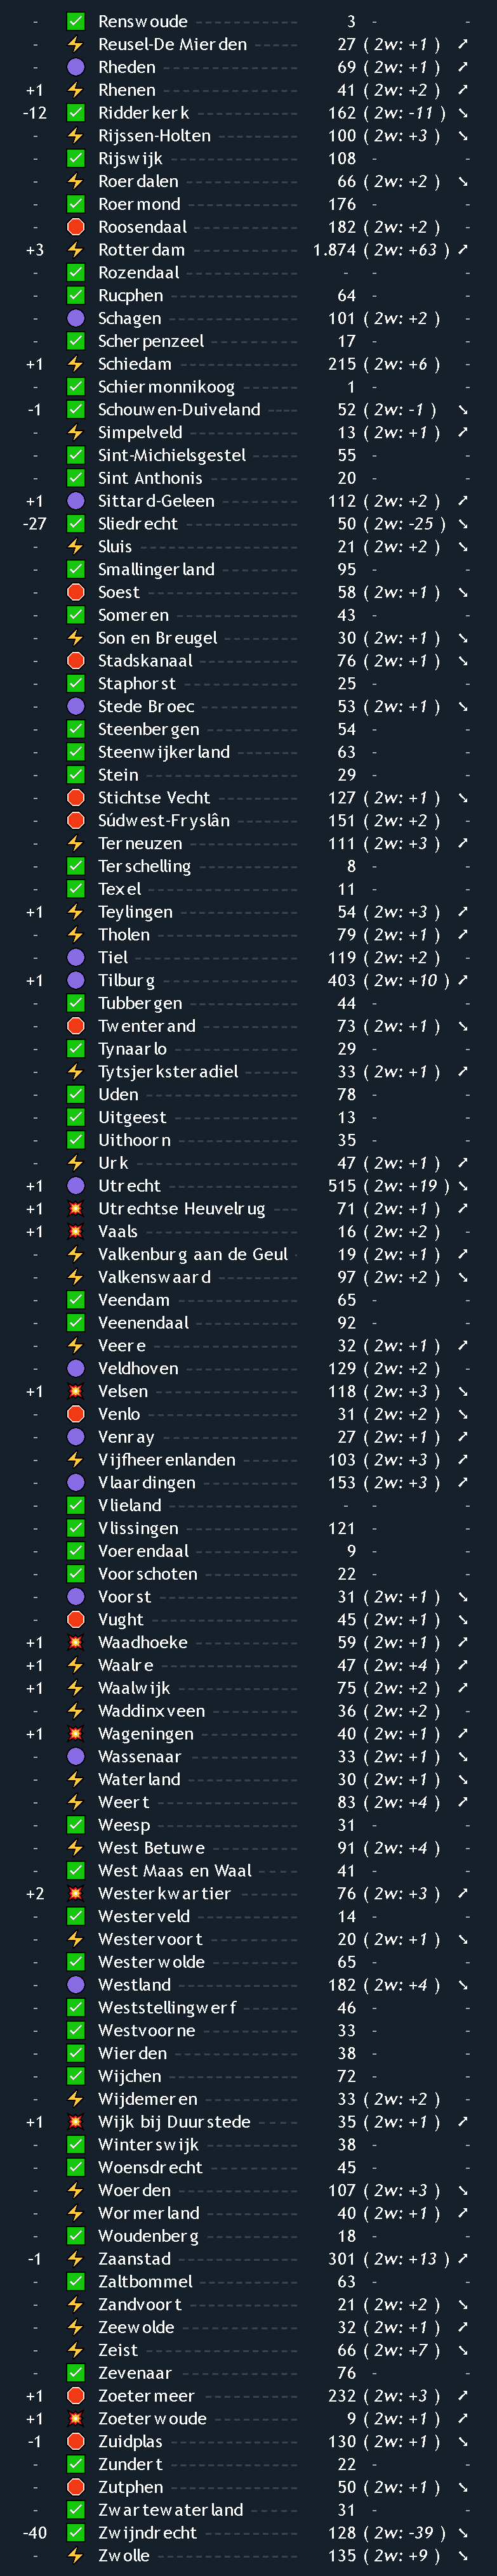 - ✅ Renswoude 3 - -
- ⚡ Reusel-De Mierden 27 ( 2w: +1 ) ↗
- 🟣 Rheden 69 ( 2w: +1 ) ↗
+1 ⚡ Rhenen 41 ( 2w: +2 ) ↗
-12 ✅ Ridderkerk 162 ( 2w: -11 ) ↘
- ⚡ Rijssen-Holten 100 ( 2w: +3 ) ↘
- ✅ Rijswijk 108 - -
- ⚡ Roerdalen 66 ( 2w: +2 ) ↘
- ✅ Roermond 176 - -
- 🛑 Roosendaal 182 ( 2w: +2 ) -
+3 ⚡ Rotterdam 1.874 ( 2w: +63 ) ↗
- ✅ Rozendaal - - -
- ✅ Rucphen 64 - -
- 🟣 Schagen 101 ( 2w: +2 ) -
- ✅ Scherpenzeel 17 - -
+1 ⚡ Schiedam 215 ( 2w: +6 ) -
- ✅ Schiermonnikoog 1 - -
-1 ✅ Schouwen-Duiveland 52 ( 2w: -1 ) ↘
- ⚡ Simpelveld 13 ( 2w: +1 ) ↗
- ✅ Sint-Michielsgestel 55 - -
- ✅ Sint Anthonis 20 - -
+1 🟣 Sittard-Geleen 112 ( 2w: +2 ) ↗
-27 ✅ Sliedrecht 50 ( 2w: -25 ) ↘
- ⚡ Sluis 21 ( 2w: +2 ) ↘
- ✅ Smallingerland 95 - -
- 🛑 Soest 58 ( 2w: +1 ) ↘
- ✅ Someren 43 - -
- ⚡ Son en Breugel 30 ( 2w: +1 ) ↘
- 🛑 Stadskanaal 76 ( 2w: +1 ) ↘
- ✅ Staphorst 25 - -
- 🟣 Stede Broec 53 ( 2w: +1 ) ↘
- ✅ Steenbergen 54 - -
- ✅ Steenwijkerland 63 - -
- ✅ Stein 29 - -
- 🛑 Stichtse Vecht 127 ( 2w: +1 ) ↘
- 🛑 Súdwest-Fryslân 151 ( 2w: +2 ) -
- ⚡ Terneuzen 111 ( 2w: +3 ) ↗
- ✅ Terschelling 8 - -
- ✅ Texel 11 - -
+1 ⚡ Teylingen 54 ( 2w: +3 ) ↗
- ⚡ Tholen 79 ( 2w: +1 ) ↗
- 🟣 Tiel 119 ( 2w: +2 ) -
+1 🟣 Tilburg 403 ( 2w: +10 ) ↗
- ✅ Tubbergen 44 - -
- 🛑 Twenterand 73 ( 2w: +1 ) ↘
- ✅ Tynaarlo 29 - -
- ⚡ Tytsjerksteradiel 33 ( 2w: +1 ) ↗
- ✅ Uden 78 - -
- ✅ Uitgeest 13 - -
- ✅ Uithoorn 35 - -
- ⚡ Urk 47 ( 2w: +1 ) ↗
+1 🟣 Utrecht 515 ( 2w: +19 ) ↘
+1 💥 Utrechtse Heuvelrug 71 ( 2w: +1 ) ↗
+1 💥 Vaals 16 ( 2w: +2 ) -
- ⚡ Valkenburg aan de Geul 19 ( 2w: +1 ) ↗
- ⚡ Valkenswaard 97 ( 2w: +2 ) ↘
- ✅ Veendam 65 - -
- ✅ Veenendaal 92 - -
- ⚡ Veere 32 ( 2w: +1 ) ↗
- 🟣 Veldhoven 129 ( 2w: +2 ) -
+1 💥 Velsen 118 ( 2w: +3 ) ↘
- 🛑 Venlo 31 ( 2w: +2 ) ↘
- 🟣 Venray 27 ( 2w: +1 ) ↗
- ⚡ Vijfheerenlanden 103 ( 2w: +3 ) ↗
- 🟣 Vlaardingen 153 ( 2w: +3 ) ↗
- ✅ Vlieland - - -
- ✅ Vlissingen 121 - -
- ✅ Voerendaal 9 - -
- ✅ Voorschoten 22 - -
- 🟣 Voorst 31 ( 2w: +1 ) ↘
- 🛑 Vught 45 ( 2w: +1 ) ↘
+1 💥 Waadhoeke 59 ( 2w: +1 ) ↗
+1 ⚡ Waalre 47 ( 2w: +4 ) ↗
+1 ⚡ Waalwijk 75 ( 2w: +2 ) ↗
- ⚡ Waddinxveen 36 ( 2w: +2 ) -
+1 💥 Wageningen 40 ( 2w: +1 ) ↗
- 🟣 Wassenaar 33 ( 2w: +1 ) ↘
- ⚡ Waterland 30 ( 2w: +1 ) ↘
- ⚡ Weert 83 ( 2w: +4 ) ↗
- ✅ Weesp 31 - -
- ⚡ West Betuwe 91 ( 2w: +4 ) -
- ✅ West Maas en Waal 41 - -
+2 💥 Westerkwartier 76 ( 2w: +3 ) ↗
- ✅ Westerveld 14 - -
- ⚡ Westervoort 20 ( 2w: +1 ) ↘
- ✅ Westerwolde 65 - -
- 🟣 Westland 182 ( 2w: +4 ) ↘
- ✅ Weststellingwerf 46 - -
- ✅ Westvoorne 33 - -
- ✅ Wierden 38 - -
- ✅ Wijchen 72 - -
- ⚡ Wijdemeren 33 ( 2w: +2 ) -
+1 💥 Wijk bij Duurstede 35 ( 2w: +1 ) ↗
- ✅ Winterswijk 38 - -
- ✅ Woensdrecht 45 - -
- ⚡ Woerden 107 ( 2w: +3 ) ↘
- ⚡ Wormerland 40 ( 2w: +1 ) ↗
- ✅ Woudenberg 18 - -
-1 ⚡ Zaanstad 301 ( 2w: +13 ) ↗
- ✅ Zaltbommel 63 - -
- ⚡ Zandvoort 21 ( 2w: +2 ) ↘
- ⚡ Zeewolde 32 ( 2w: +1 ) ↗
- ⚡ Zeist 66 ( 2w: +7 ) ↘
- ✅ Zevenaar 76 - -
+1 🛑 Zoetermeer 232 ( 2w: +3 ) ↗
+1 💥 Zoeterwoude 9 ( 2w: +1 ) ↗
-1 🛑 Zuidplas 130 ( 2w: +1 ) ↘
- ✅ Zundert 22 - -
- 🛑 Zutphen 50 ( 2w: +1 ) ↘
- ✅ Zwartewaterland 31 - -
-40 ✅ Zwijndrecht 128 ( 2w: -39 ) ↘
- ⚡ Zwolle 135 ( 2w: +9 ) ↘